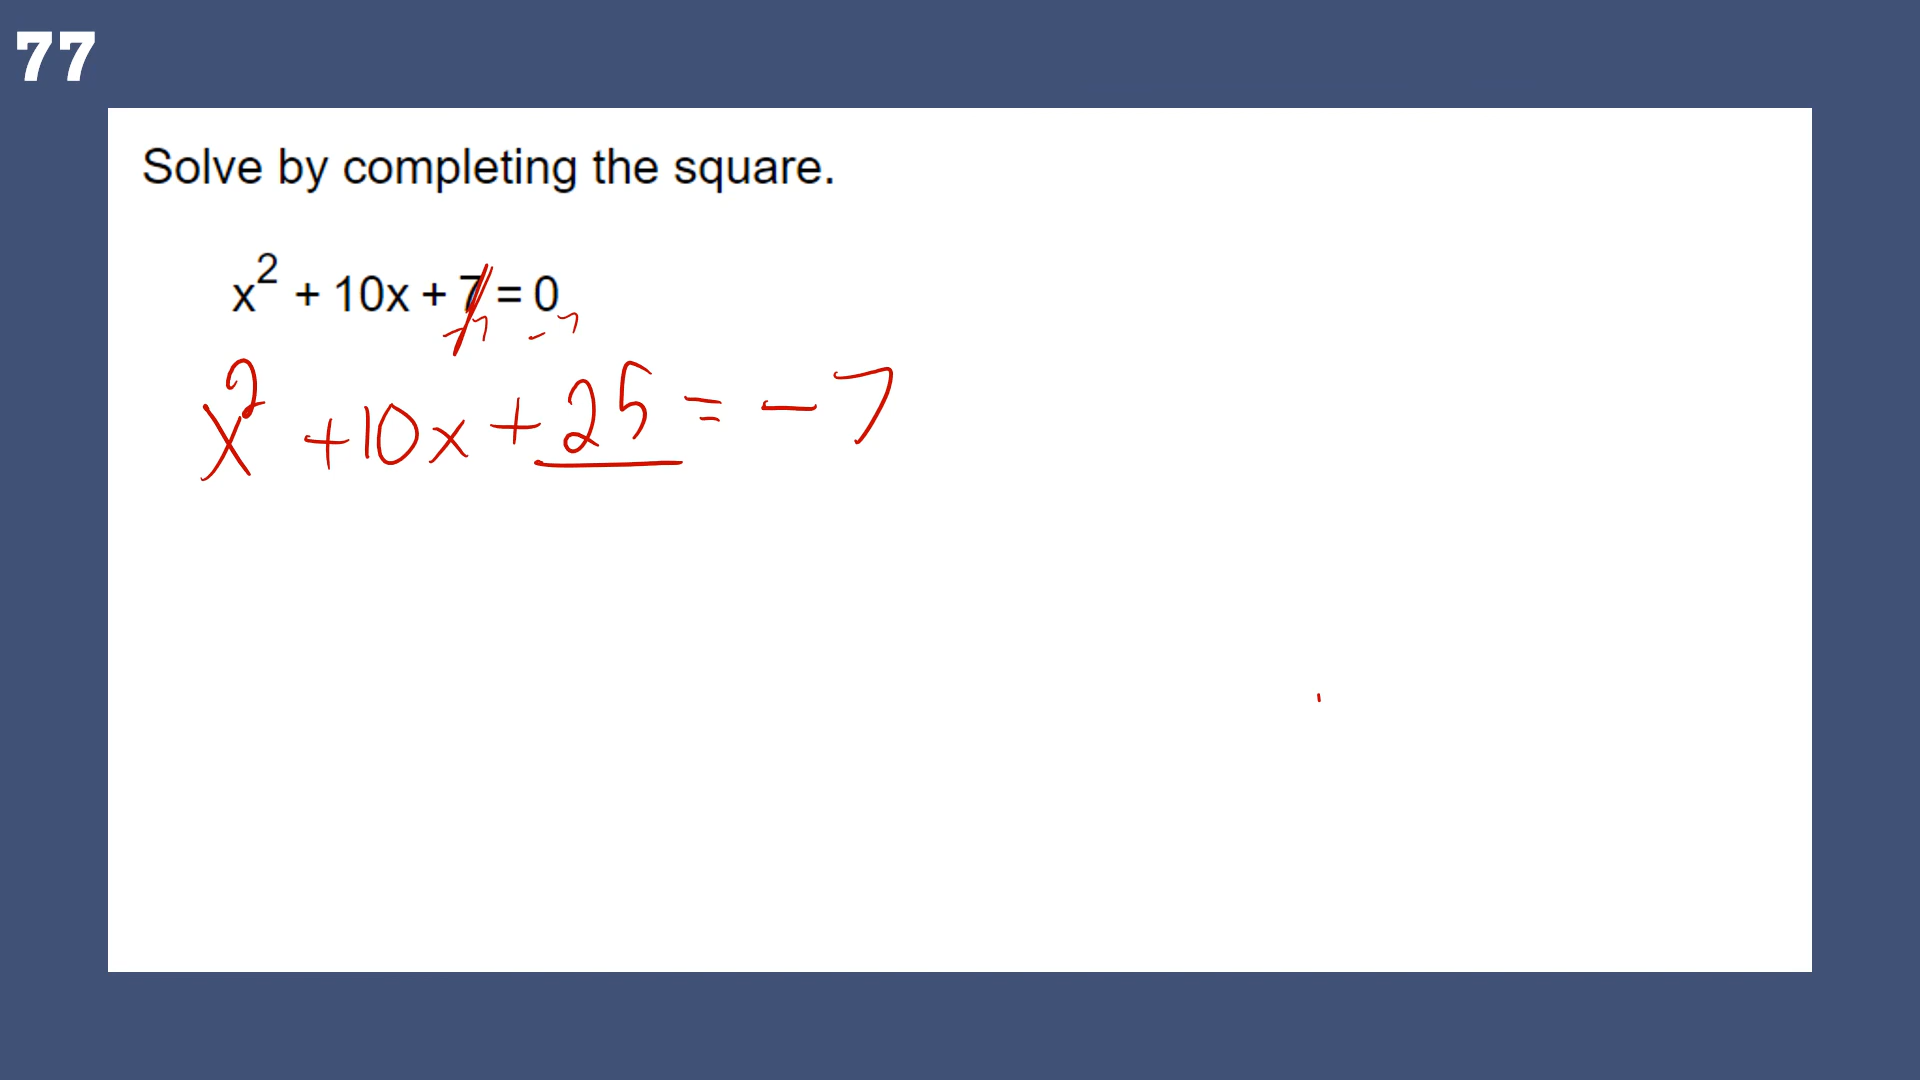 77
Solve by completing the square.
x² + 10x + 7 = 0
-7 -7
x² + 10x + 25 = -7